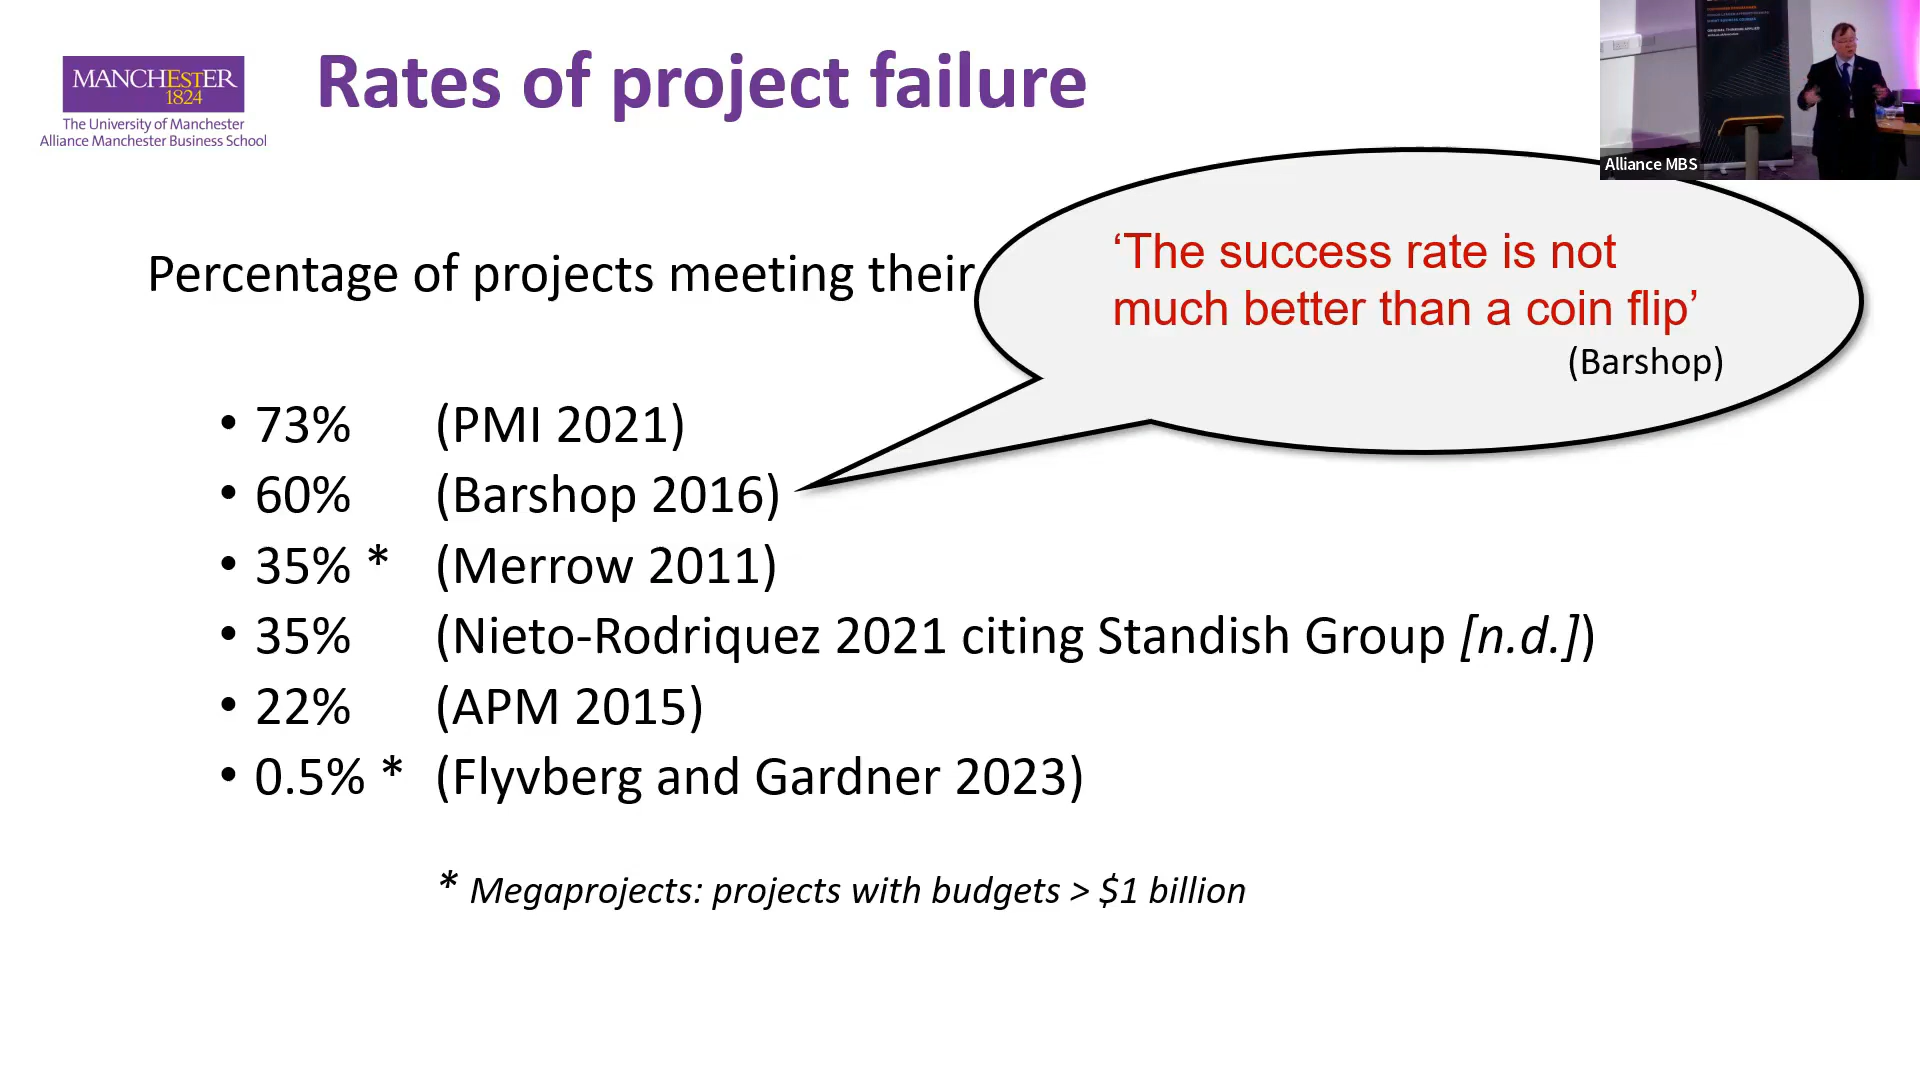 MANCHESTER
1824
The University of Manchester
Alliance Manchester Business School
Rates of project failure
Alliance MBS
Percentage of projects meeting their
‘The success rate is not
much better than a coin flip’
(Barshop)
• 73% (PMI 2021)
• 60% (Barshop 2016)
• 35% * (Merrow 2011)
• 35% (Nieto-Rodriquez 2021 citing Standish Group [n.d.])
• 22% (APM 2015)
• 0.5% * (Flyvberg and Gardner 2023)
* Megaprojects: projects with budgets > $1 billion